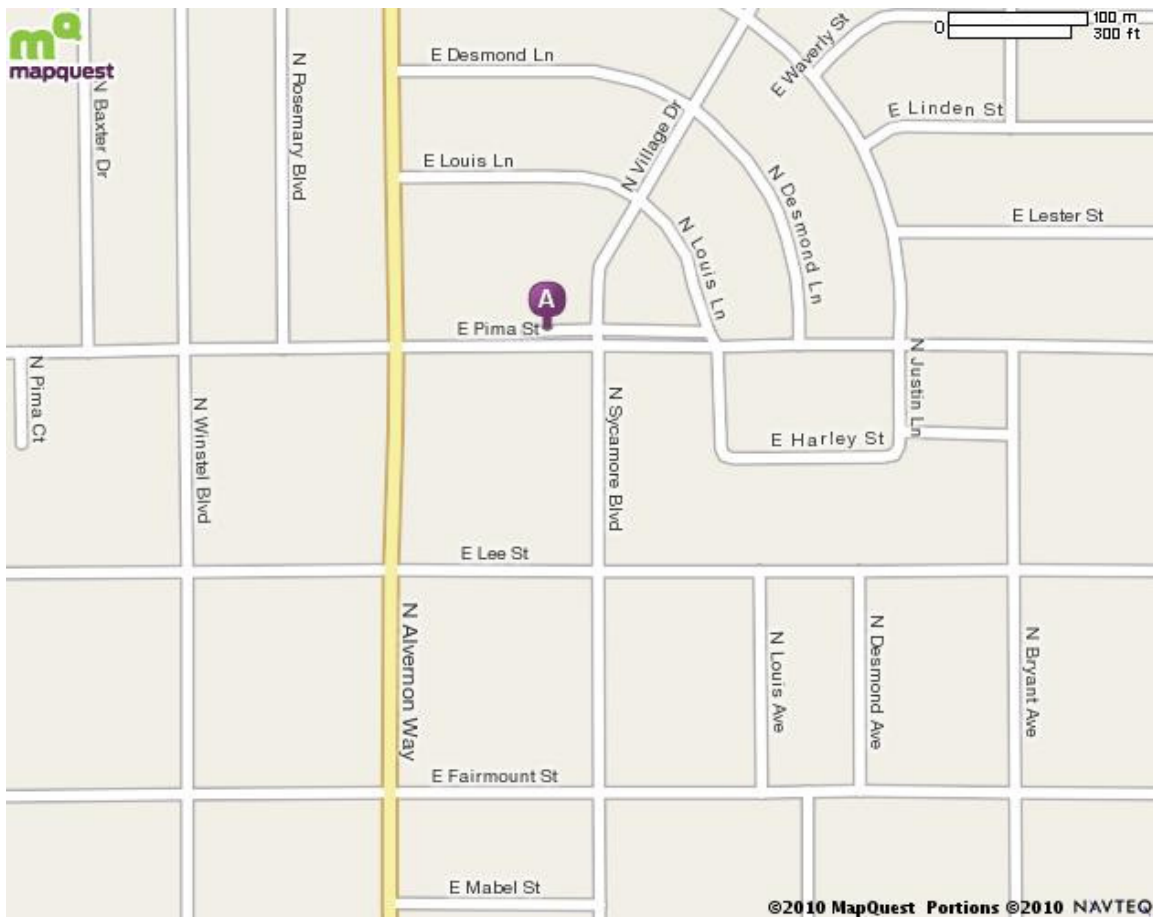 mq
mapquest
0
100 m
300 ft
E Desmond Ln
E Waverly St
N Baxter Dr
N Rosemary Blvd
E Linden St
E Louis Ln
N Village Dr
N Desmond Ln
E Lester St
N Louis Ln
A
E Pima St
N Pima Ct
N Winstel Blvd
N Sycamore Blvd
N Justin Ln
E Harley St
E Lee St
N Alvernon Way
N Louis Ave
N Desmond Ave
N Bryant Ave
E Fairmount St
E Mabel St
©2010 MapQuest Portions ©2010 NAVTEQ